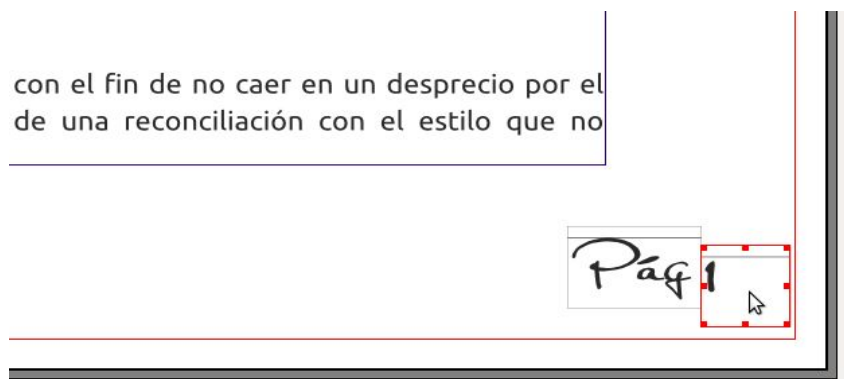 con el fin de no caer en un desprecio por el
de una reconciliación con el estilo que no
Pág 1